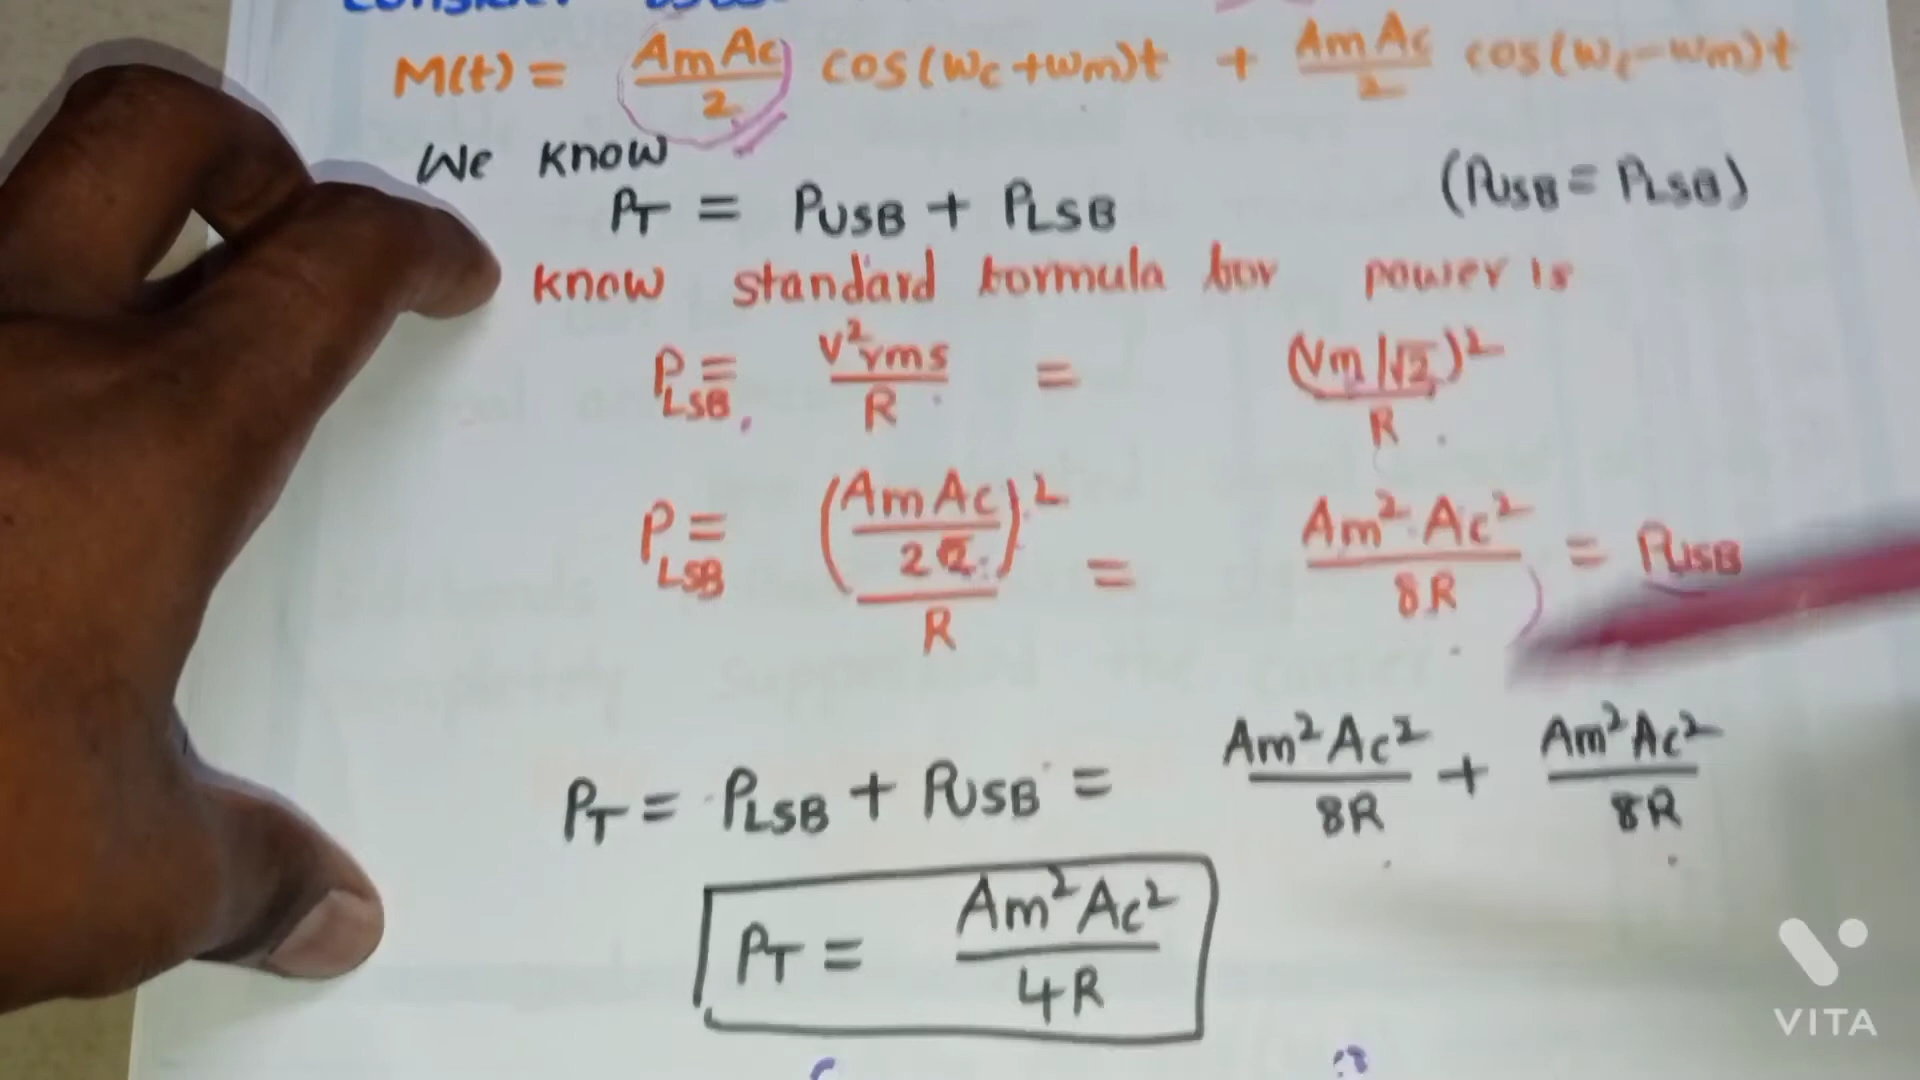 M(t) = AmAc/2 cos(wc+wm)t + AmAc/2 cos(wc-wm)t
We know
PT = PUSB + PLSB (PUSB = PLSB)
know standard formula for power is
PLSB = V²rms/R = (Vm/√2)²/R
PLSB = (AmAc/2√2)²/R = Am²Ac²/8R = PUSB
PT = PLSB + PUSB = Am²Ac²/8R + Am²Ac²/8R
PT = Am²Ac²/4R
VITA